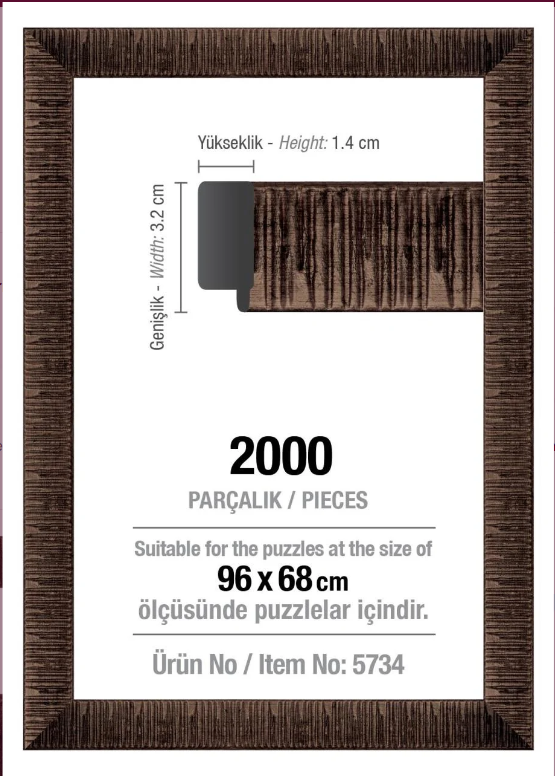 Yükseklik - Height: 1.4 cm
Genişlik - Width: 3.2 cm
2000
PARÇALIK / PIECES
Suitable for the puzzles at the size of
96 x 68 cm
ölçüsünde puzzlelar içindir.
Ürün No / Item No: 5734